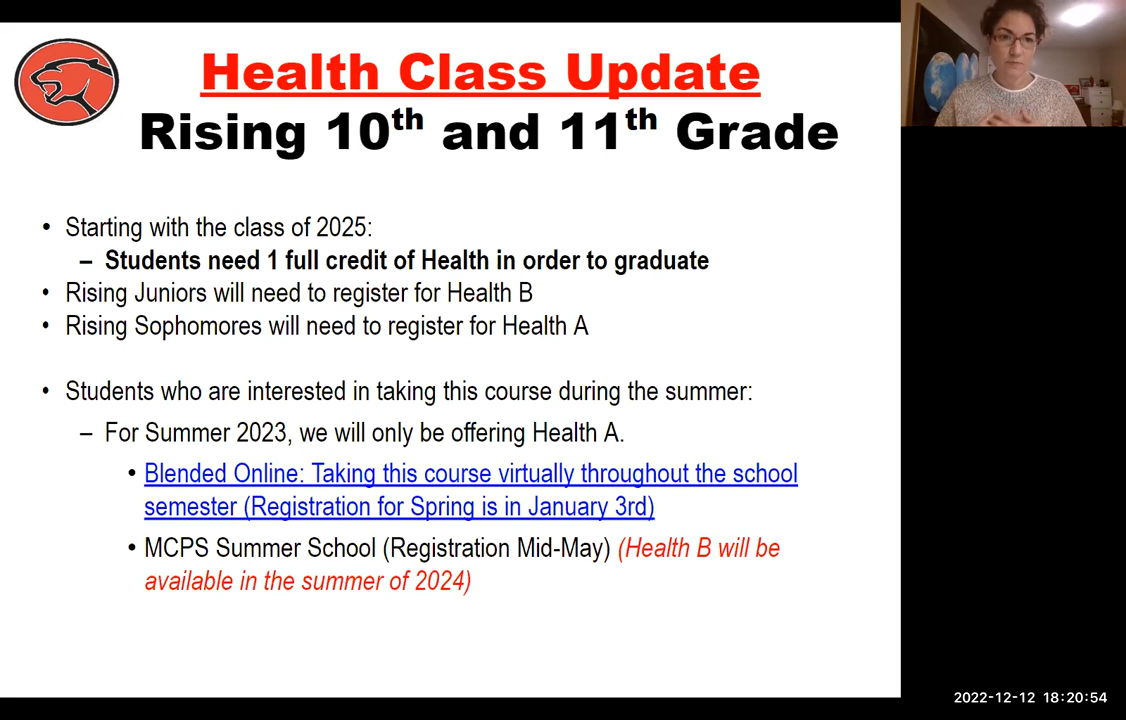 Health Class Update
Rising 10th and 11th Grade
• Starting with the class of 2025:
– Students need 1 full credit of Health in order to graduate
• Rising Juniors will need to register for Health B
• Rising Sophomores will need to register for Health A
• Students who are interested in taking this course during the summer:
– For Summer 2023, we will only be offering Health A.
• Blended Online: Taking this course virtually throughout the school
semester (Registration for Spring is in January 3rd)
• MCPS Summer School (Registration Mid-May) (Health B will be
available in the summer of 2024)
2022-12-12 18:20:54